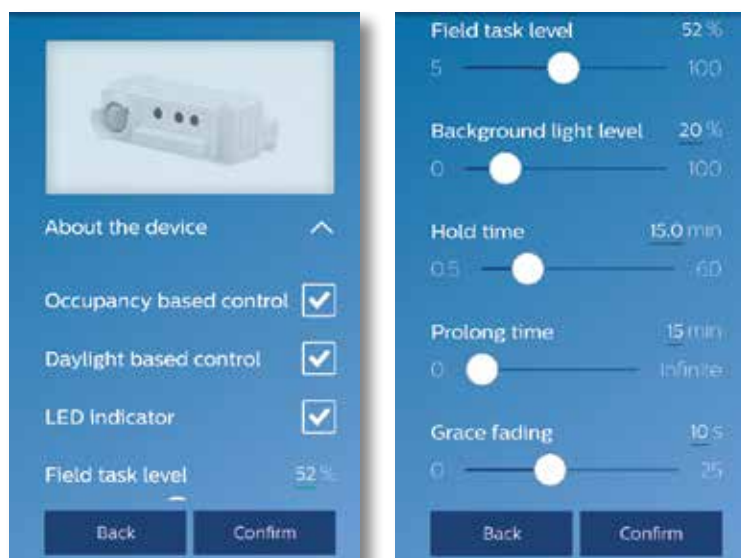 About the device
Occupancy based control
Daylight based control
LED indicator
Field task level 52 %
Back Confirm
Field task level 52 %
5 100
Background light level 20 %
0 100
Hold time 15.0 min
0.5 60
Prolong time 15 min
0 Infinite
Grace fading 10 s
0 25
Back Confirm